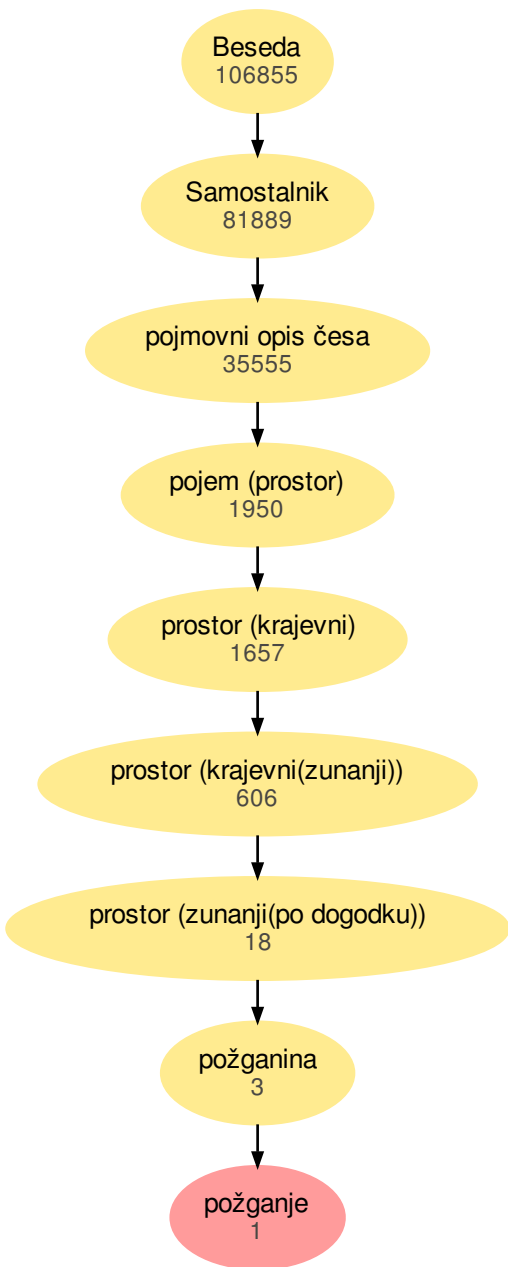 Beseda
106855
Samostalnik
81889
pojmovni opis česa
35555
pojem (prostor)
1950
prostor (krajevni)
1657
prostor (krajevni(zunanji))
606
prostor (zunanji(po dogodku))
18
požganina
3
požganje
1